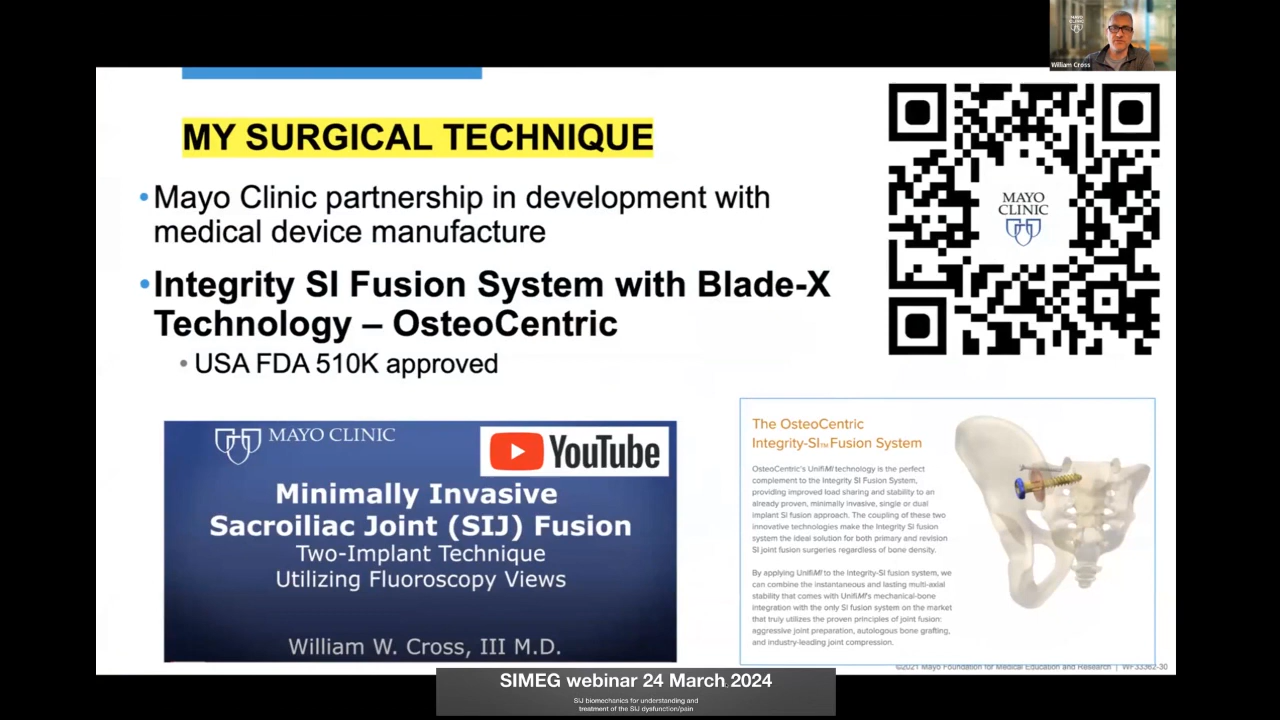 MAYO
CLINIC
William Cross
MY SURGICAL TECHNIQUE
•Mayo Clinic partnership in development with
medical device manufacture
•Integrity SI Fusion System with Blade-X
Technology – OsteoCentric
• USA FDA 510K approved
MAYO
CLINIC
MAYO CLINIC
YouTube
Minimally Invasive
Sacroiliac Joint (SIJ) Fusion
Two-Implant Technique
Utilizing Fluoroscopy Views
William W. Cross, III M.D.
The OsteoCentric
Integrity-SI™ Fusion System
OsteoCentric's UnifiMI technology is the perfect
complement to the Integrity SI Fusion System,
providing improved load sharing and stability to an
already proven, minimally invasive, single or dual
implant SI fusion approach. The coupling of these two
innovative technologies make the Integrity SI fusion
system the ideal solution for both primary and revision
SI joint fusion surgeries regardless of bone density.
By applying UnifiMI to the Integrity-SI fusion system, we
can combine the instantaneous and lasting multi-axial
stability that comes with UnifiMI's mechanical-bone
integration with the only SI fusion system on the market
that truly utilizes the proven principles of joint fusion:
aggressive joint preparation, autologous bone grafting,
and industry-leading joint compression.
©2021 Mayo Foundation for Medical Education and Research | WF33362-30
SIMEG webinar 24 March 2024
SIJ biomechanics for understanding and
treatment of the SIJ dysfunction/pain